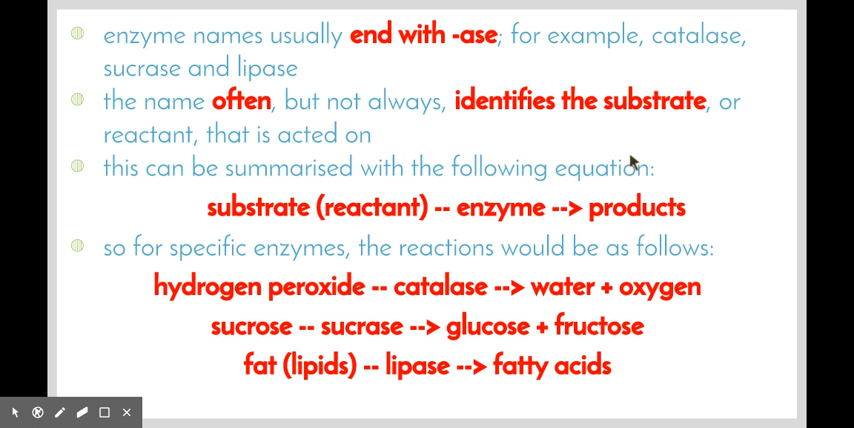 enzyme names usually end with -ase; for example, catalase,
sucrase and lipase
the name often, but not always, identifies the substrate, or
reactant, that is acted on
this can be summarised with the following equation:
substrate (reactant) -- enzyme --> products
so for specific enzymes, the reactions would be as follows:
hydrogen peroxide -- catalase --> water + oxygen
sucrose -- sucrase --> glucose + fructose
fat (lipids) -- lipase --> fatty acids